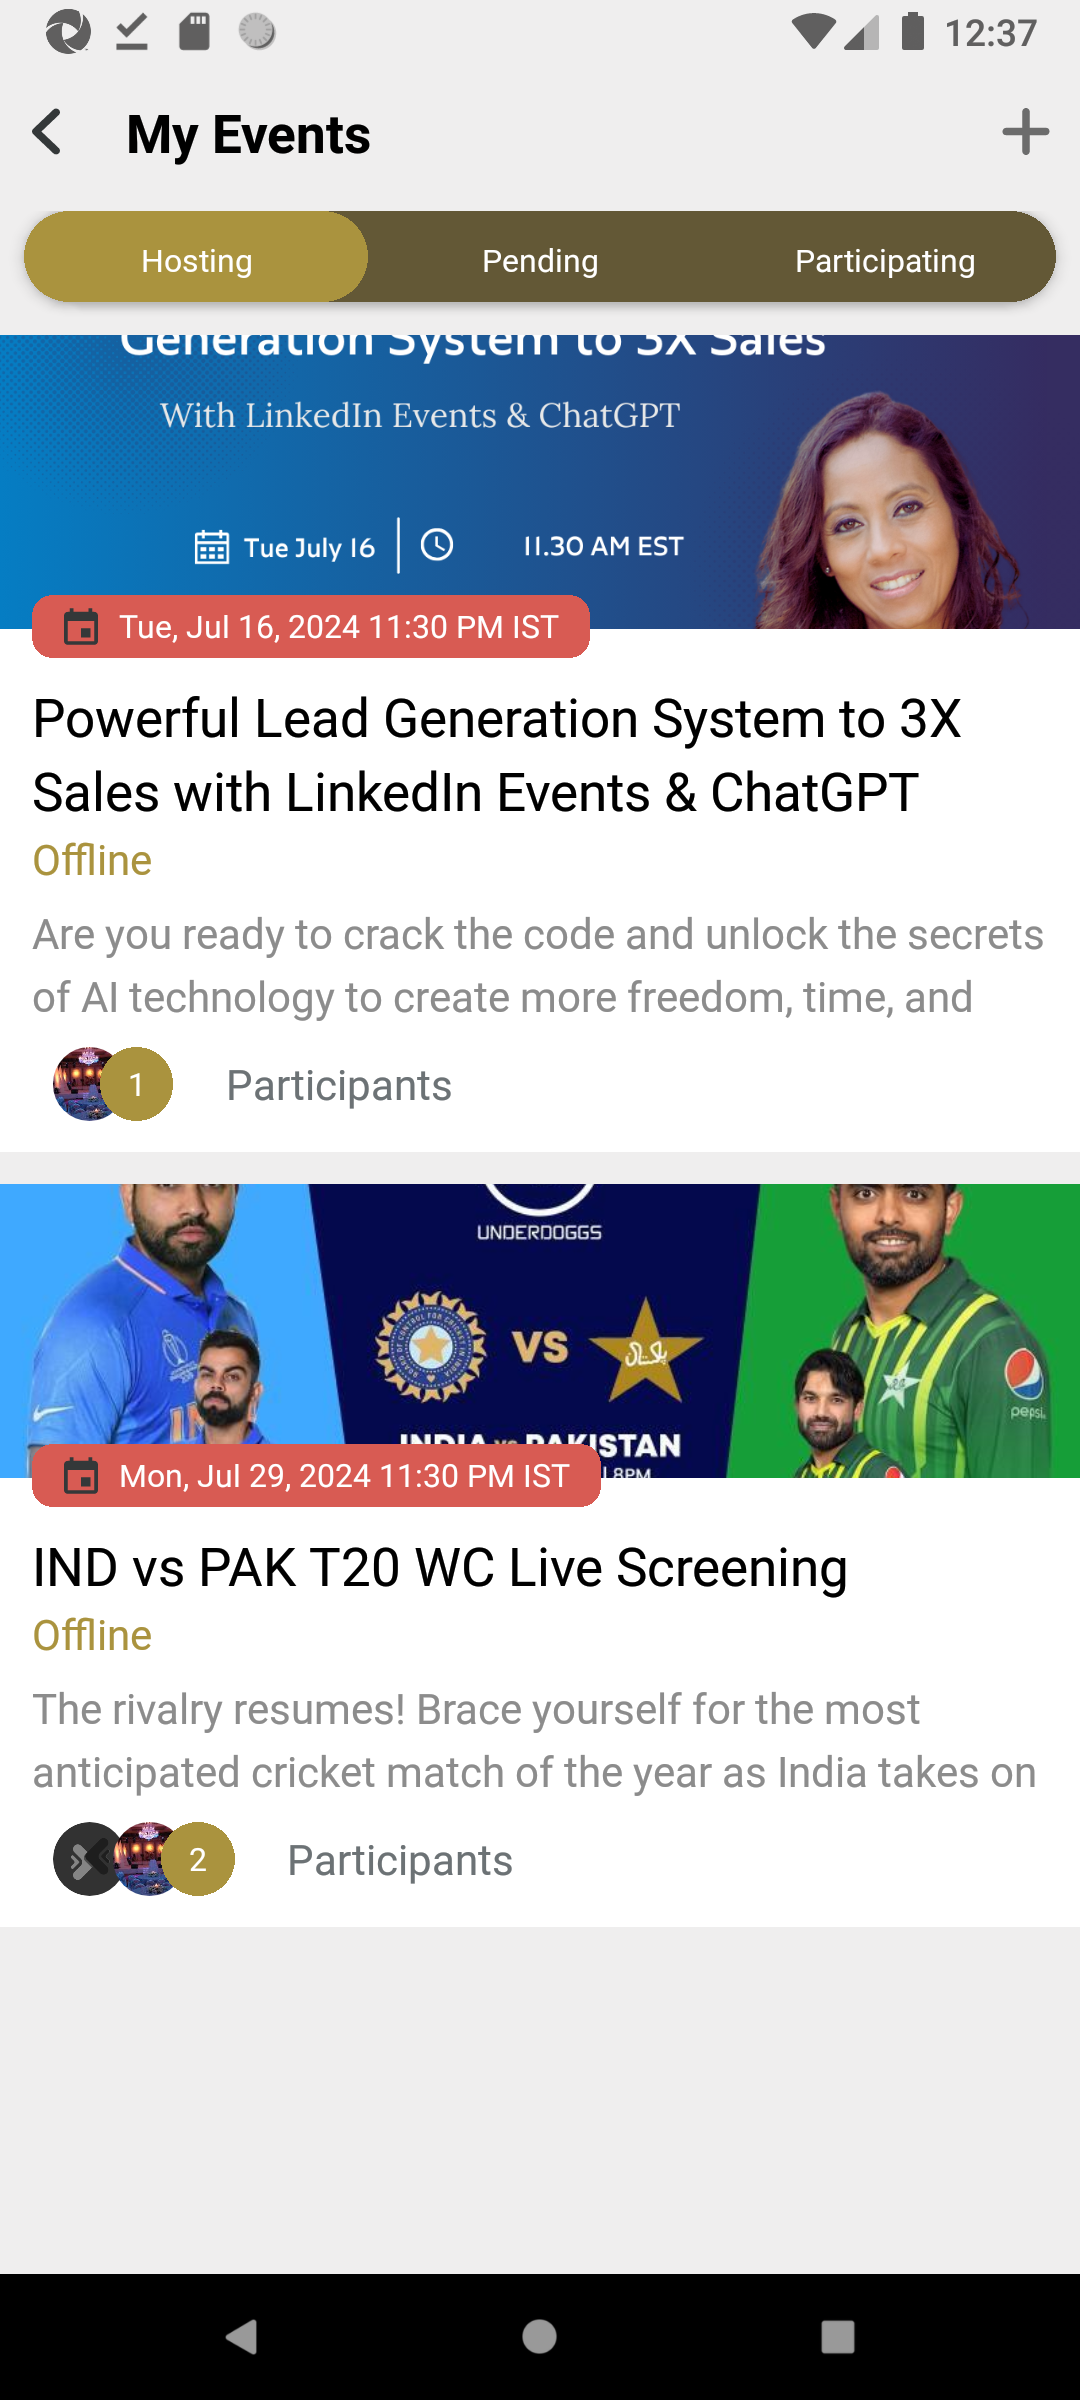 12:37
My Events
Hosting
Pending
Participating
Generation System to 3X Sales
With LinkedIn Events & ChatGPT
Tue July 16
11.30 AM EST
Tue, Jul 16, 2024 11:30 PM IST
Powerful Lead Generation System to 3X
Sales with LinkedIn Events & ChatGPT
Offline
Are you ready to crack the code and unlock the secrets
of AI technology to create more freedom, time, and
1
Participants
UNDERDOGGS
VS
پاکستان
pepsi
INDIA vs PAKISTAN
8PM
Mon, Jul 29, 2024 11:30 PM IST
IND vs PAK T20 WC Live Screening
Offline
The rivalry resumes! Brace yourself for the most
anticipated cricket match of the year as India takes on
2
Participants